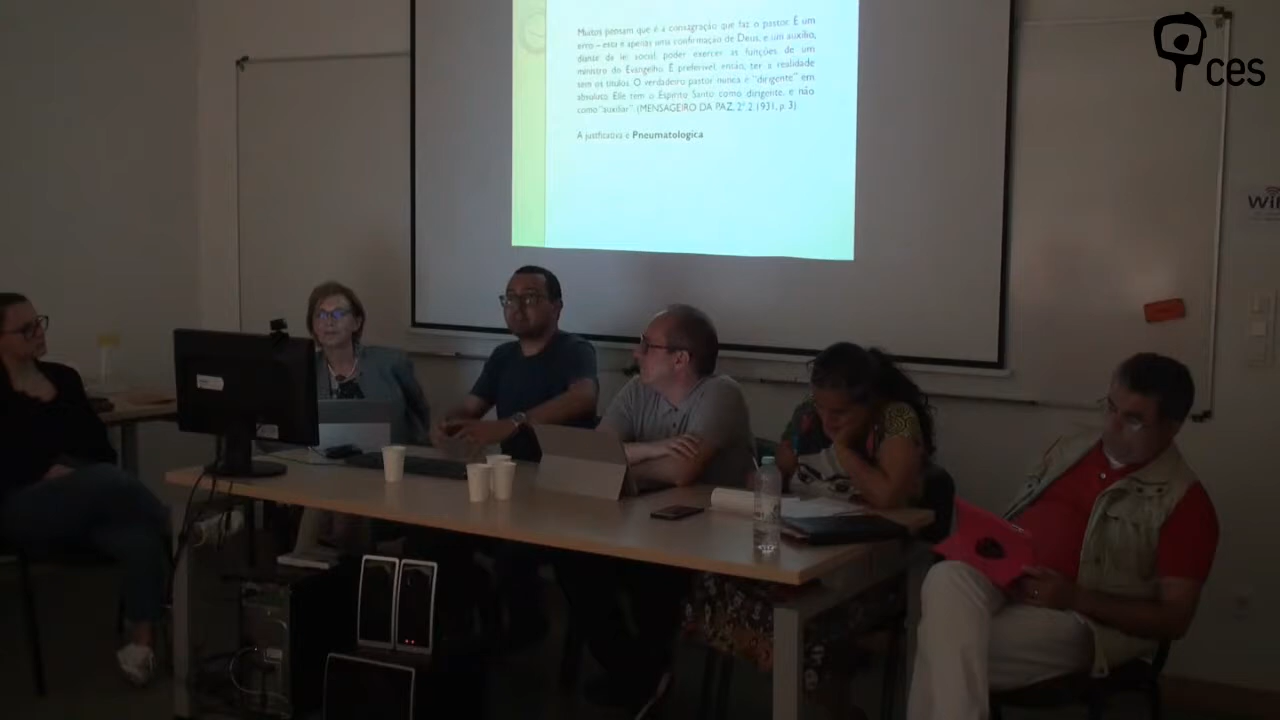 Muitos pensam que é a consagração que faz o pastor. É um
erro – esta é apenas uma confirmação de Deus, e um auxílio,
diante da lei social, poder exercer as funções de um
ministro do Evangelho. É preferível, então, ter a realidade
sem os títulos. O verdadeiro pastor nunca é "dirigente" em
absoluto. Ele tem o Espírito Santo como dirigente, e não
como "auxiliar". (MENSAGEIRO DA PAZ, 2ª.2.1931, p. 3)
A justificativa é Pneumatologica
ces